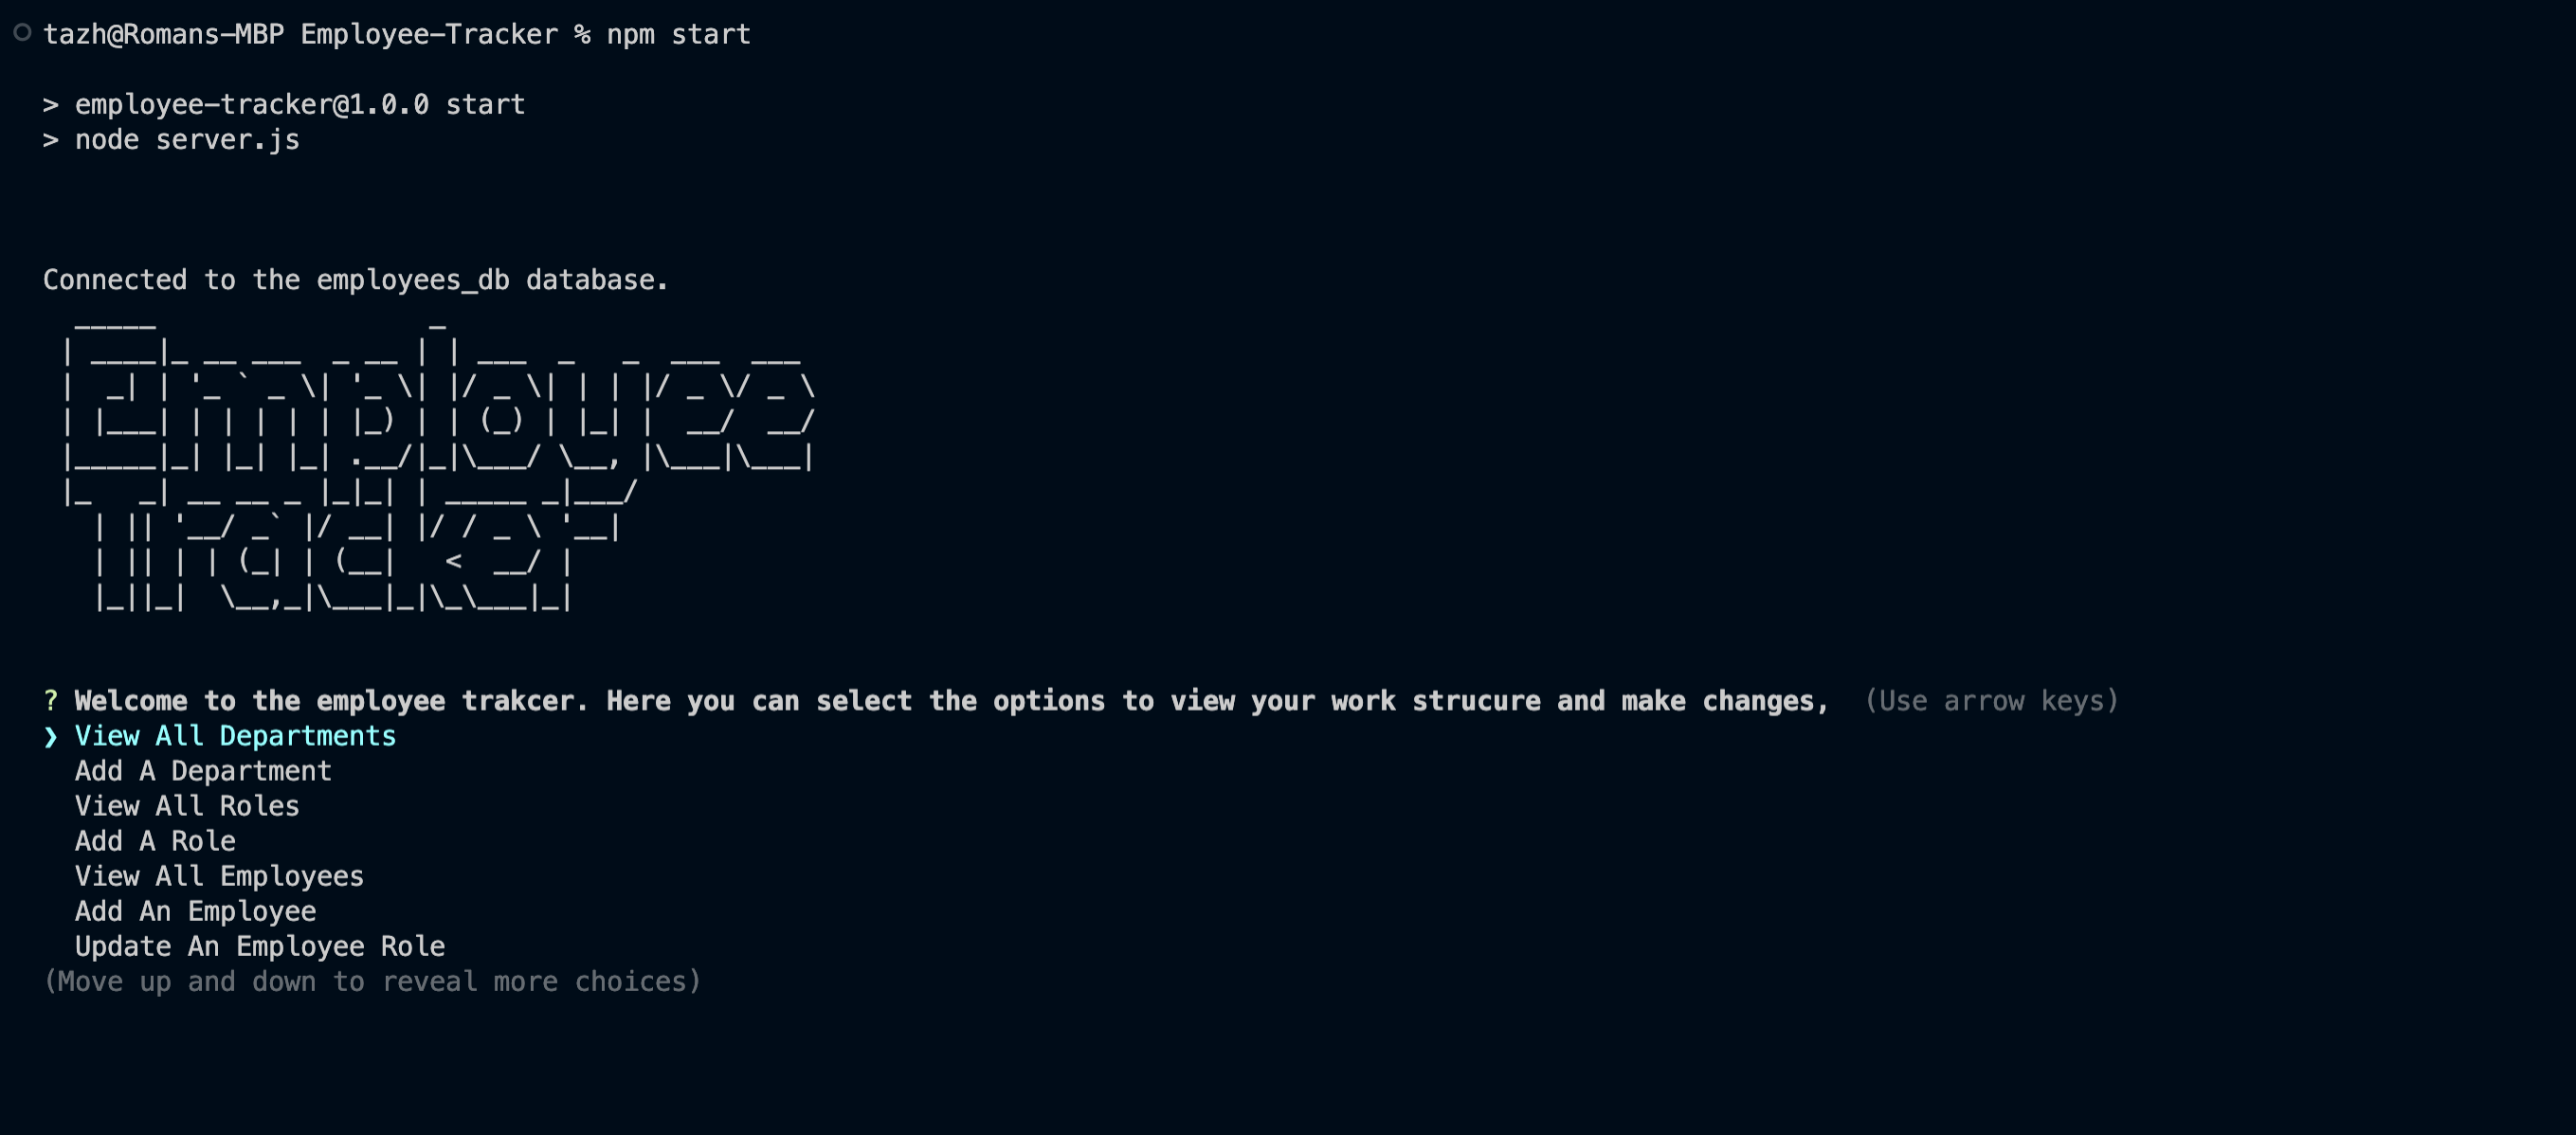 tazh@Romans-MBP Employee-Tracker % npm start
> employee-tracker@1.0.0 start
> node server.js
Connected to the employees_db database.
Employee
Tracker
? Welcome to the employee trakcer. Here you can select the options to view your work strucure and make changes,  (Use arrow keys)
❯ View All Departments
Add A Department
View All Roles
Add A Role
View All Employees
Add An Employee
Update An Employee Role
(Move up and down to reveal more choices)